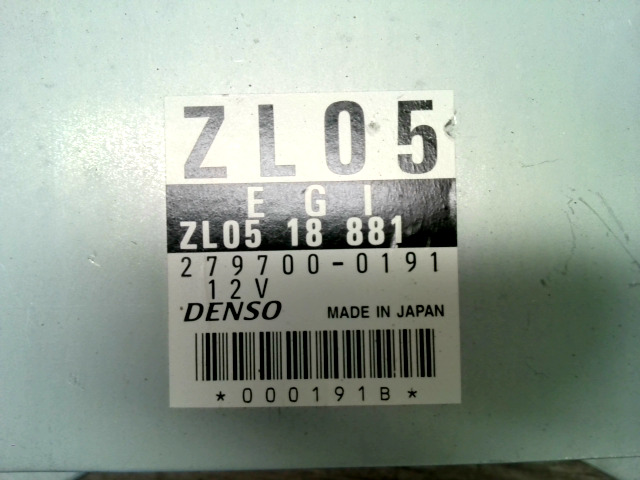 ZL05
EGI
ZL05 18 881
279700-0191
12V
DENSO MADE IN JAPAN
*000191B*